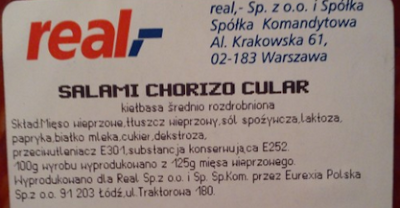 real,-
real,- Sp. z o.o. i Spółka
Spółka Komandytowa
Al. Krakowska 61,
02-183 Warszawa
SALAMI CHORIZO CULAR
kiełbasa średnio rozdrobniona
Skład:Mięso wieprzowe,tłuszcz wieprzowy,sól spożywcza,laktoza,
papryka,białko mleka,cukier,dekstroza,
przeciwutleniacz E301,substancja konserwująca E252.
100g wyrobu wyprodukowano z 125g mięsa wieprzowego.
Wyprodukowano dla Real Sp.z o.o. i Sp. Sp.Kom. przez Eurexia Polska
Sp.z o.o. 91-203 Łódź,ul.Traktorowa 180.